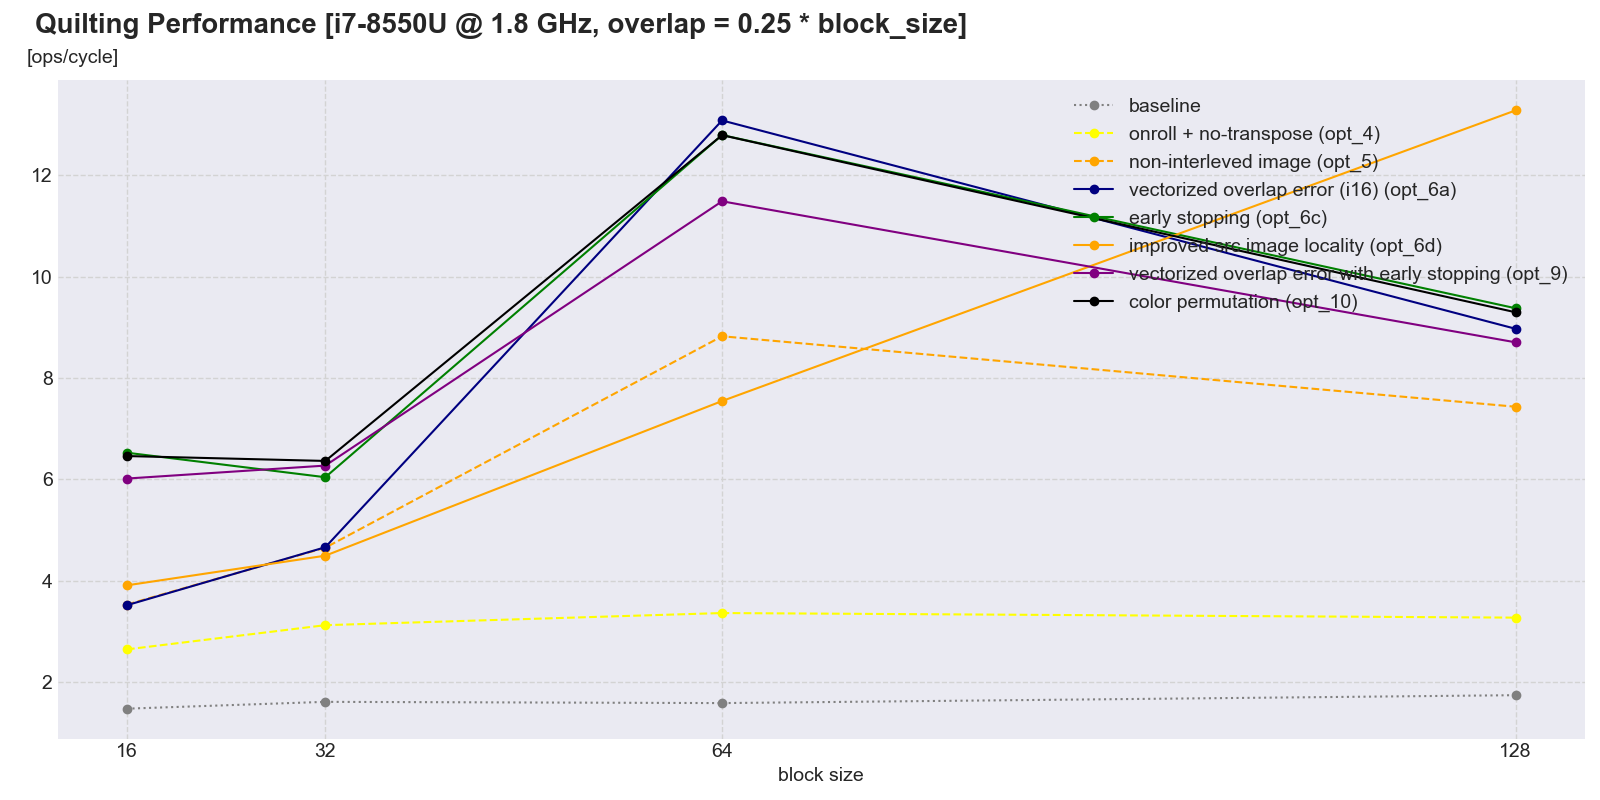 Quilting Performance [i7-8550U @ 1.8 GHz, overlap = 0.25 * block_size]
[ops/cycle]
baseline
onroll + no-transpose (opt_4)
non-interleved image (opt_5)
vectorized overlap error (i16) (opt_6a)
early stopping (opt_6c)
improved src image locality (opt_6d)
vectorized overlap error with early stopping (opt_9)
color permutation (opt_10)
12
10
8
6
4
2
16 32 64 128
block size